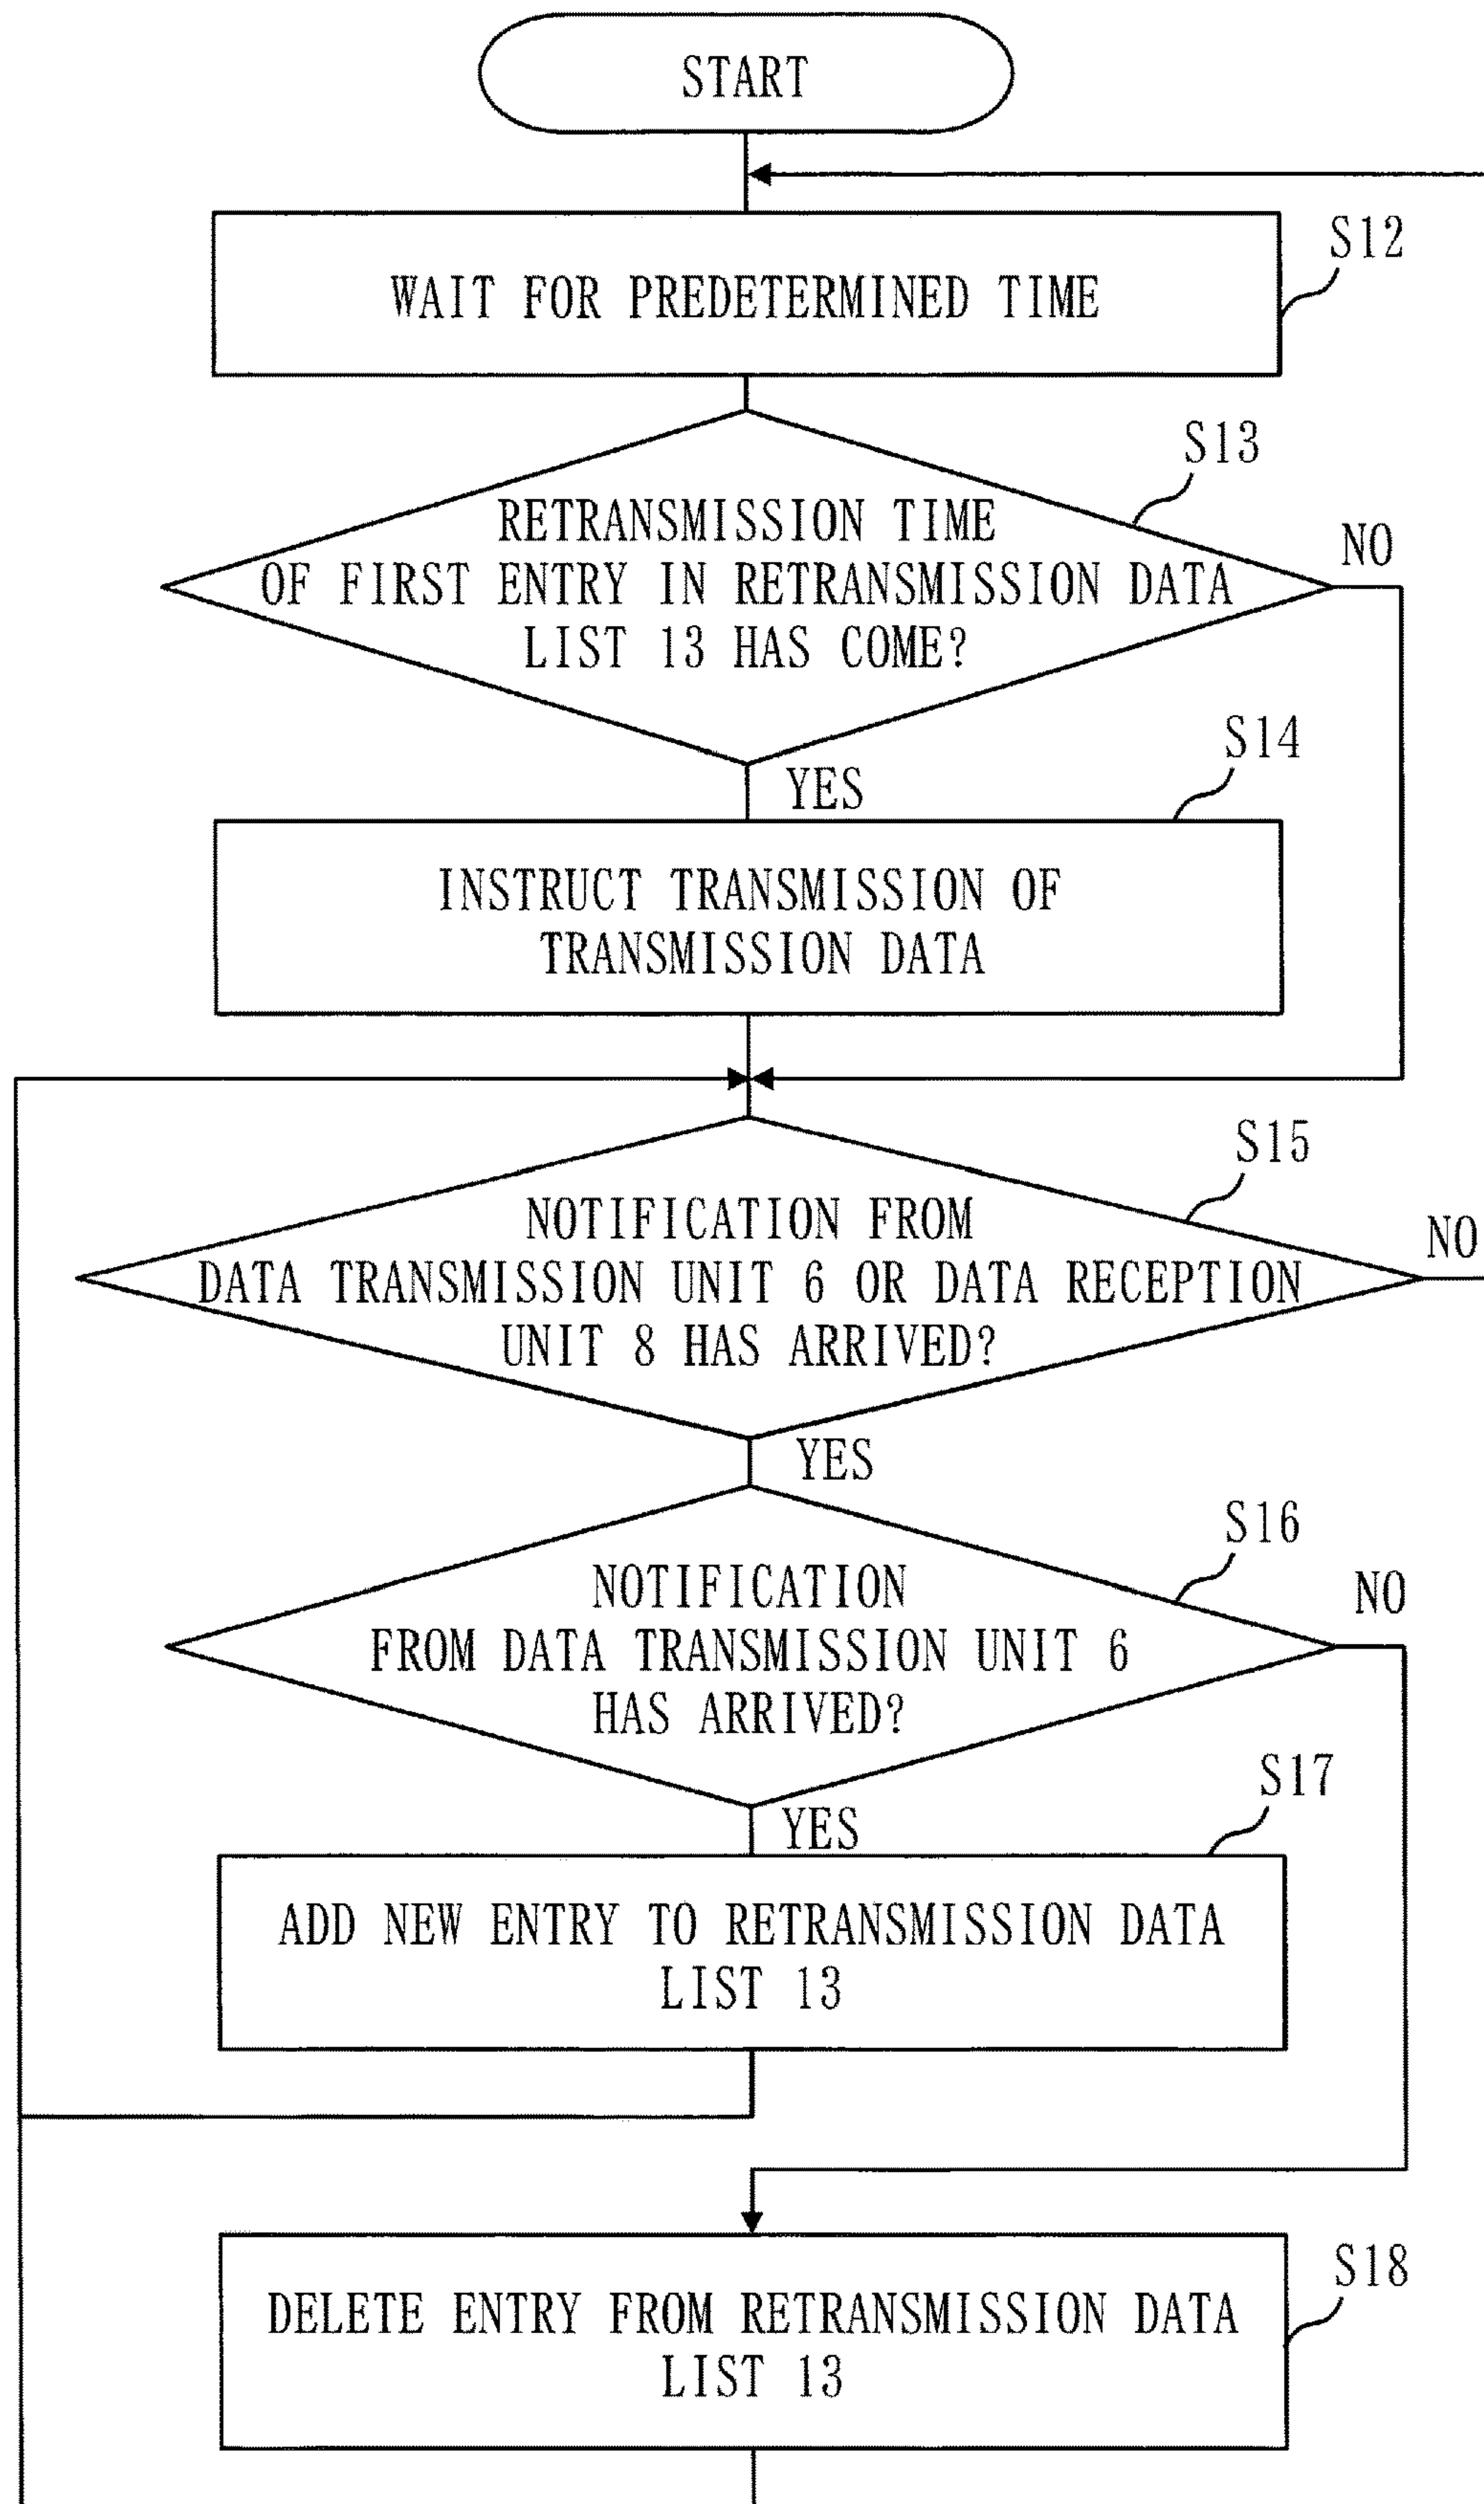 START
S12
WAIT FOR PREDETERMINED TIME
S13
RETRANSMISSION TIME
OF FIRST ENTRY IN RETRANSMISSION DATA
LIST 13 HAS COME?
NO
YES
S14
INSTRUCT TRANSMISSION OF
TRANSMISSION DATA
S15
NOTIFICATION FROM
DATA TRANSMISSION UNIT 6 OR DATA RECEPTION
UNIT 8 HAS ARRIVED?
NO
YES
S16
NOTIFICATION
FROM DATA TRANSMISSION UNIT 6
HAS ARRIVED?
NO
YES
S17
ADD NEW ENTRY TO RETRANSMISSION DATA
LIST 13
S18
DELETE ENTRY FROM RETRANSMISSION DATA
LIST 13